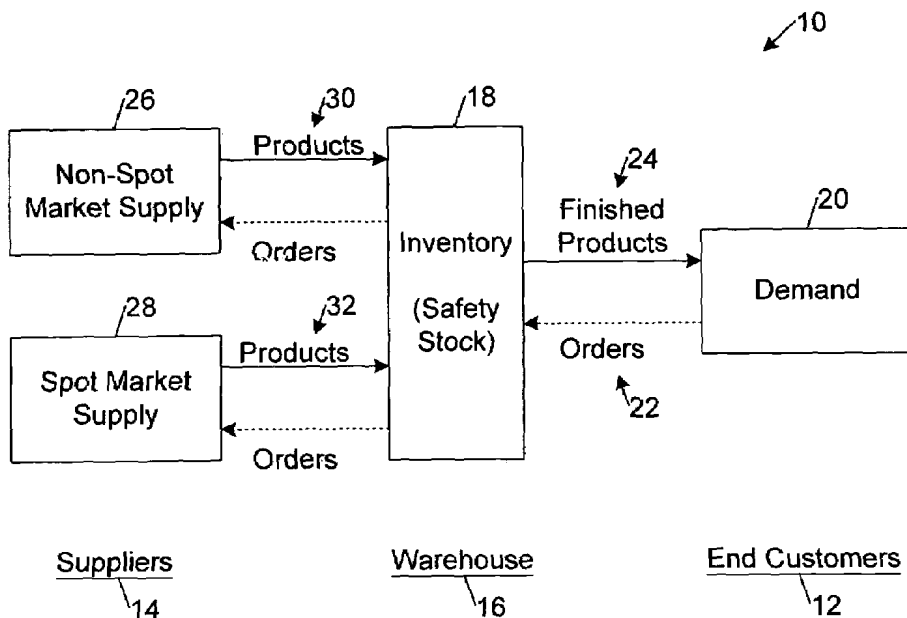 10
26
30
18
Products
24
20
Non-Spot
Market Supply
Finished
Products
Orders
Inventory
Demand
28
32
(Safety
Stock)
Products
Orders
Spot Market
Supply
22
Orders
Suppliers
Warehouse
End Customers
14
16
12